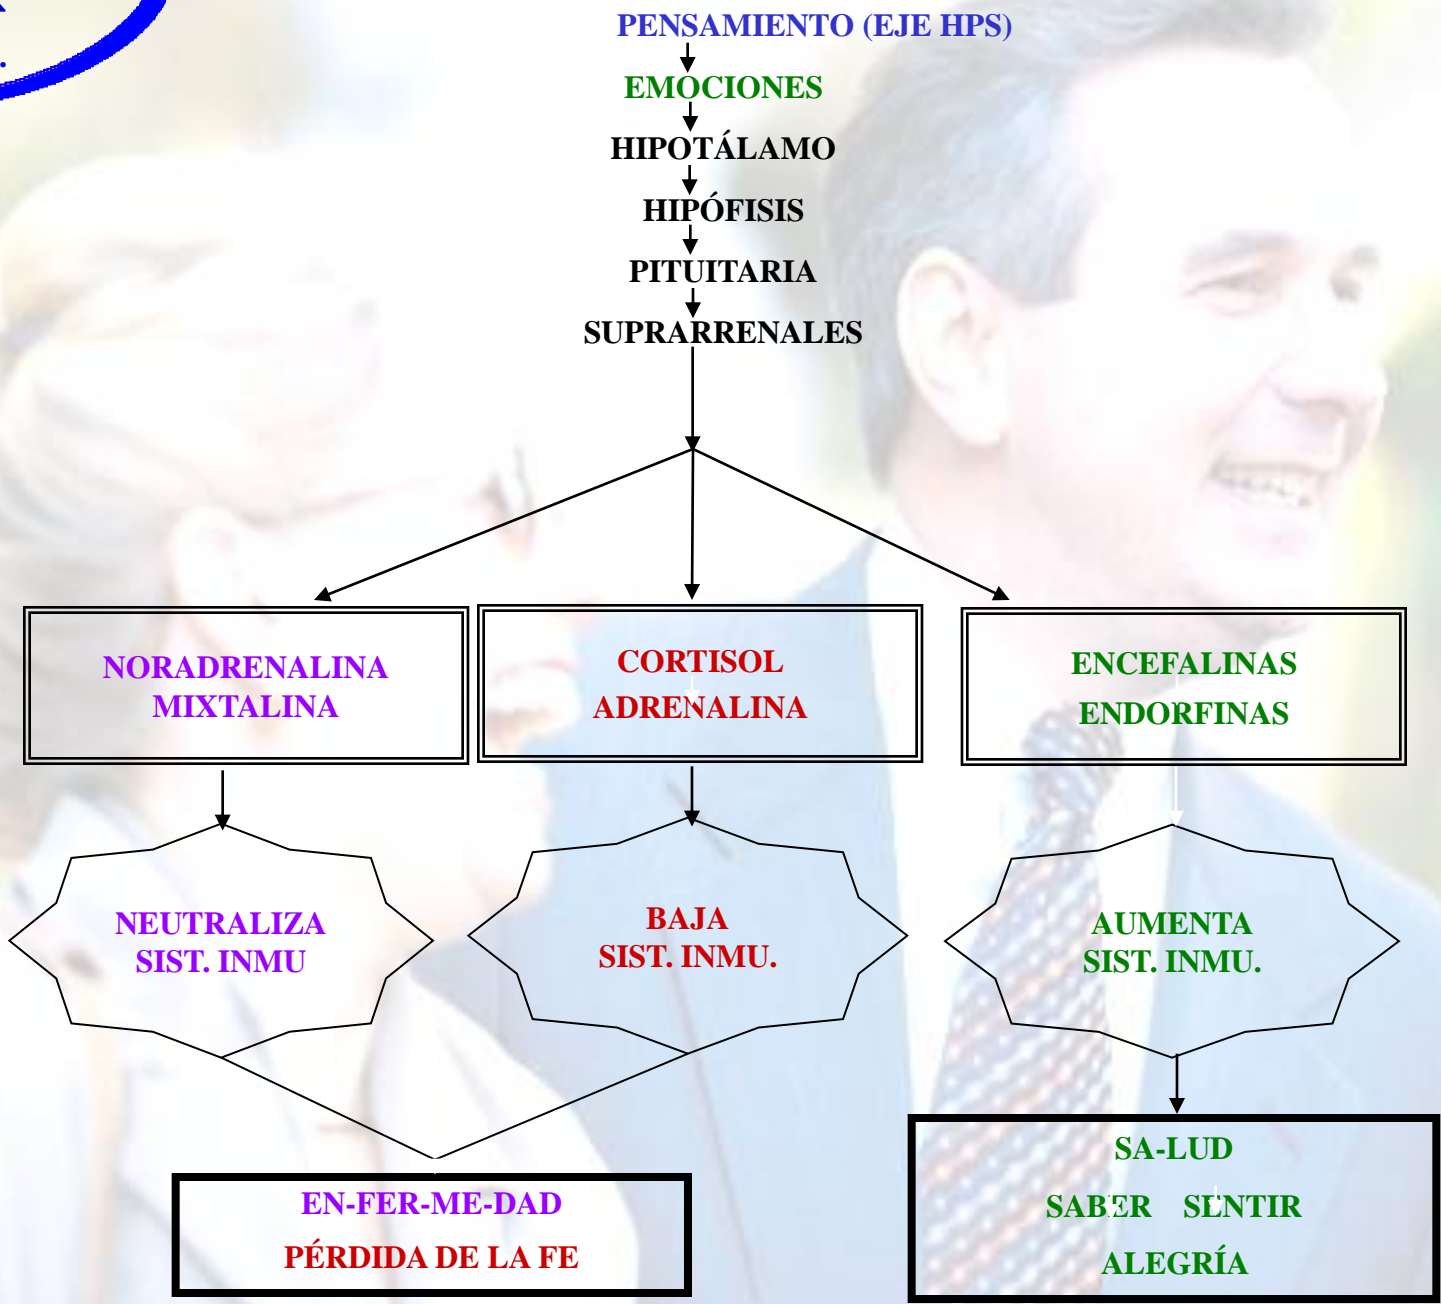 PENSAMIENTO (EJE HPS)
EMOCIONES
HIPOTÁLAMO
HIPÓFISIS
PITUITARIA
SUPRARRENALES
NORADRENALINA
MIXTALINA
CORTISOL
ADRENALINA
ENCEFALINAS
ENDORFINAS
NEUTRALIZA
SIST. INMU
BAJA
SIST. INMU.
AUMENTA
SIST. INMU.
EN-FER-ME-DAD
PÉRDIDA DE LA FE
SA-LUD
SABER SENTIR
ALEGRÍA